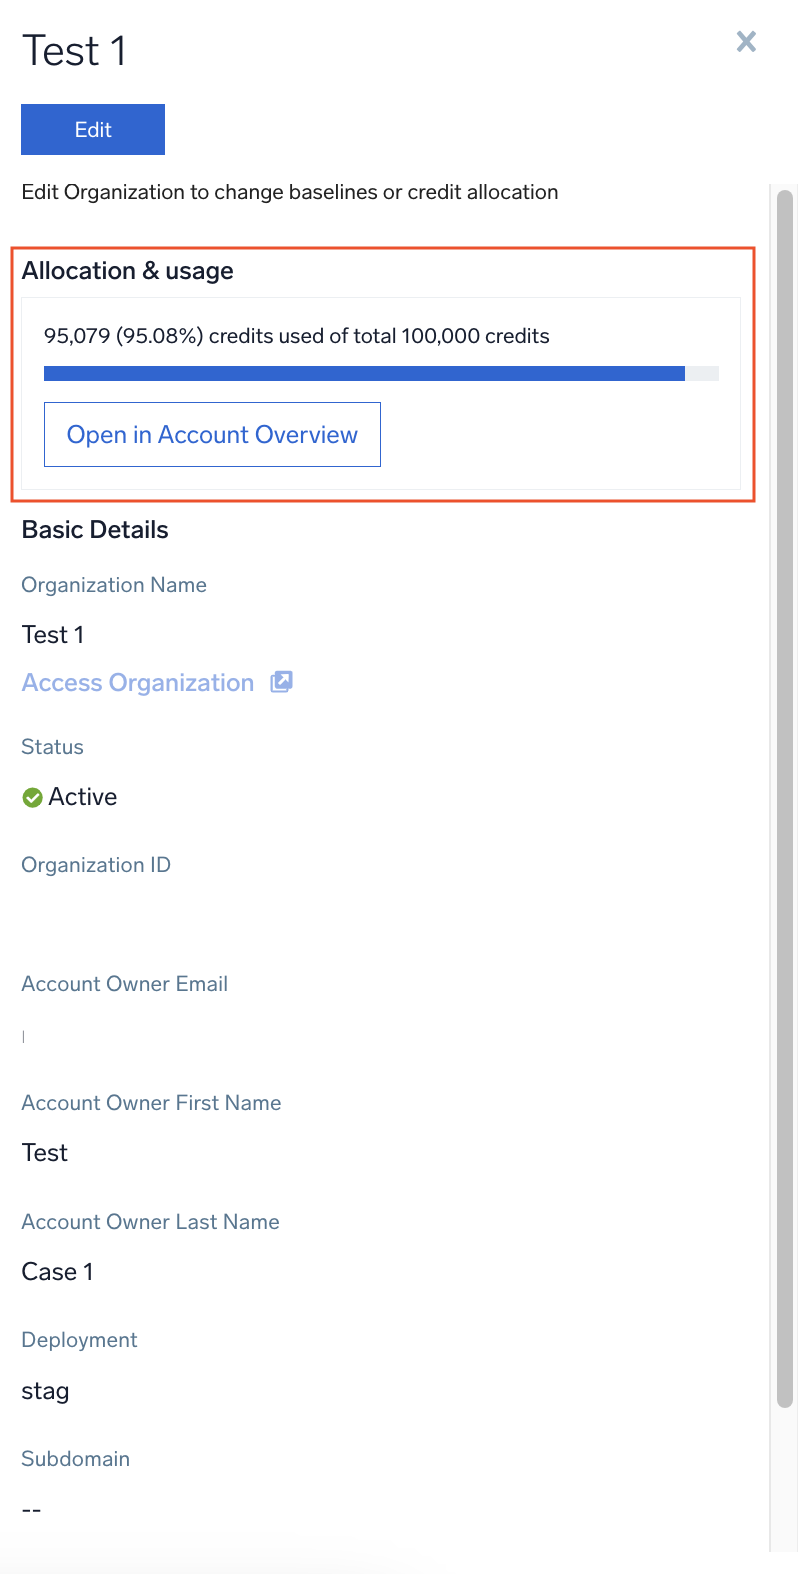 Test 1
Edit
Edit Organization to change baselines or credit allocation
Allocation & usage
95,079 (95.08%) credits used of total 100,000 credits
Open in Account Overview
Basic Details
Organization Name
Test 1
Access Organization
Status
Active
Organization ID
Account Owner Email
Account Owner First Name
Test
Account Owner Last Name
Case 1
Deployment
stag
Subdomain
--